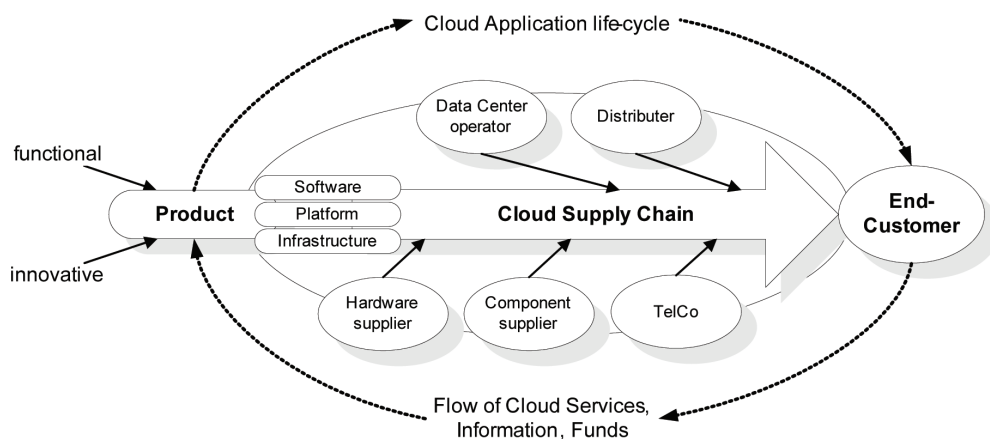 Cloud Application life-cycle
Data Center
operator
Distributer
functional
Software
Product
Platform
Cloud Supply Chain
End-
Customer
Infrastructure
innovative
Hardware
supplier
Component
supplier
TelCo
Flow of Cloud Services,
Information, Funds